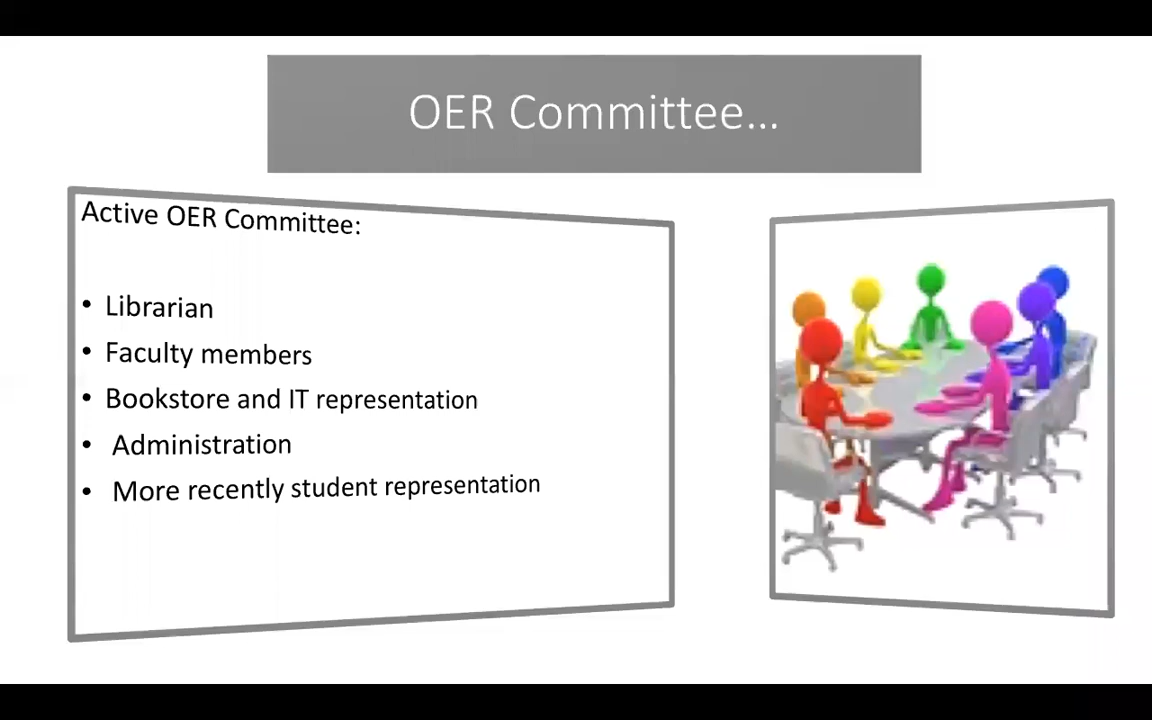 OER Committee...
Active OER Committee:
• Librarian
• Faculty members
• Bookstore and IT representation
• Administration
• More recently student representation